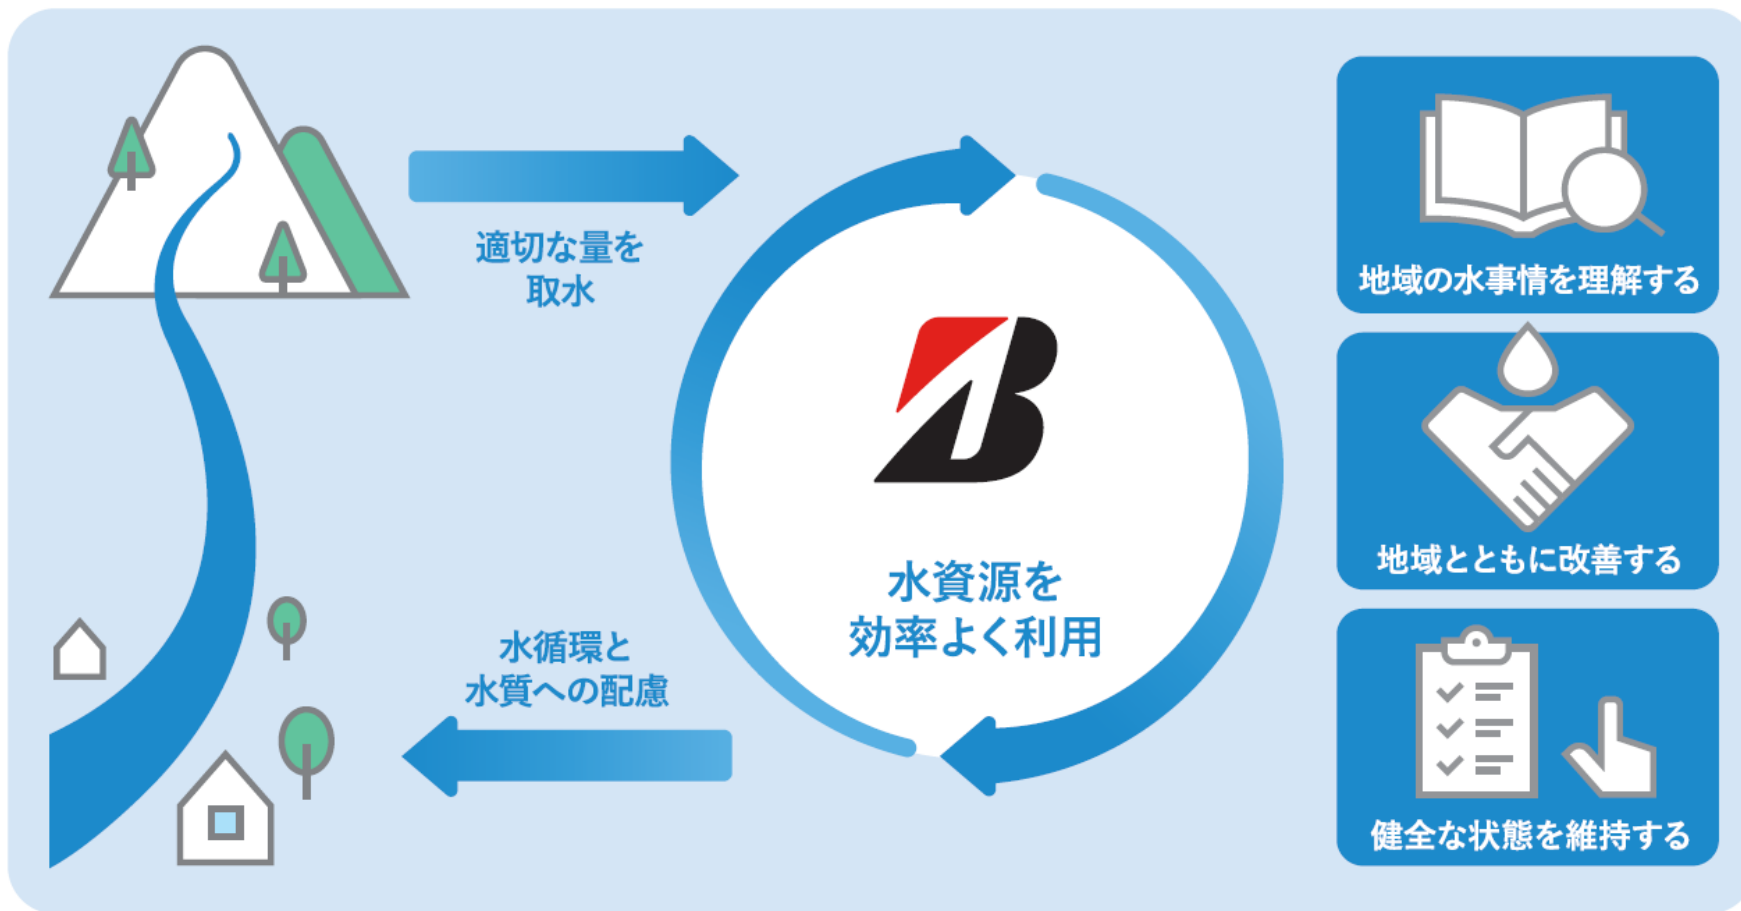 適切な量を
取水
水資源を
効率よく利用
水循環と
水質への配慮
地域の水事情を理解する
地域とともに改善する
健全な状態を維持する